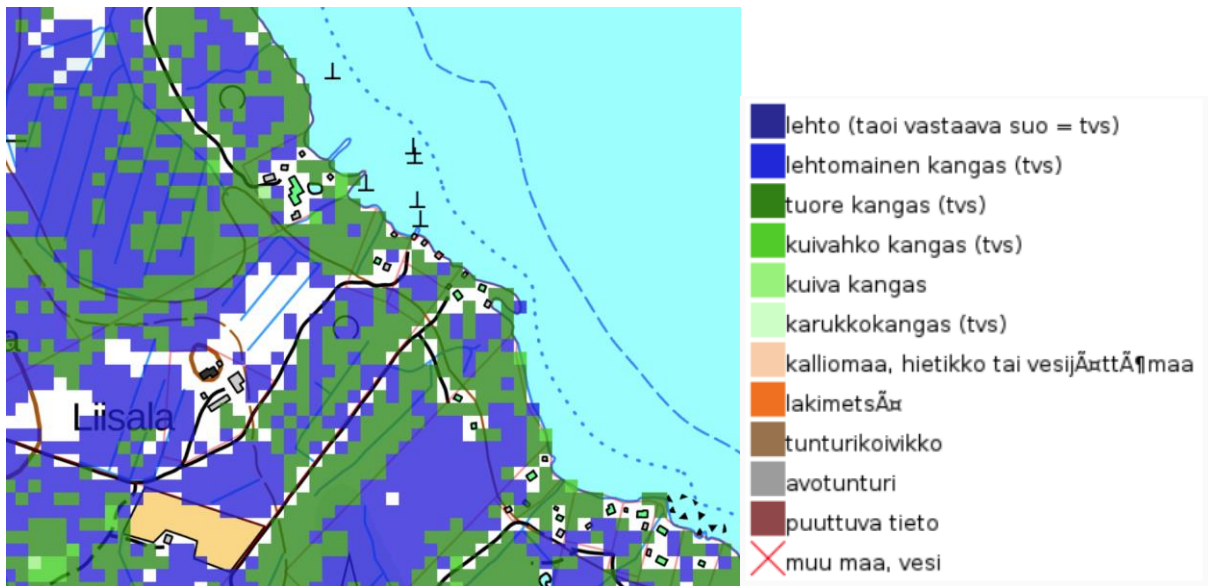 a
Liisala
lehto (taoi vastaava suo = tvs)
lehtomainen kangas (tvs)
tuore kangas (tvs)
kuivahko kangas (tvs)
kuiva kangas
karukkokangas (tvs)
kalliomaa, hietikko tai vesijÃ¤ttÃ¶maa
lakimetsÃ¤
tunturikoivikko
avotunturi
puuttuva tieto
muu maa, vesi